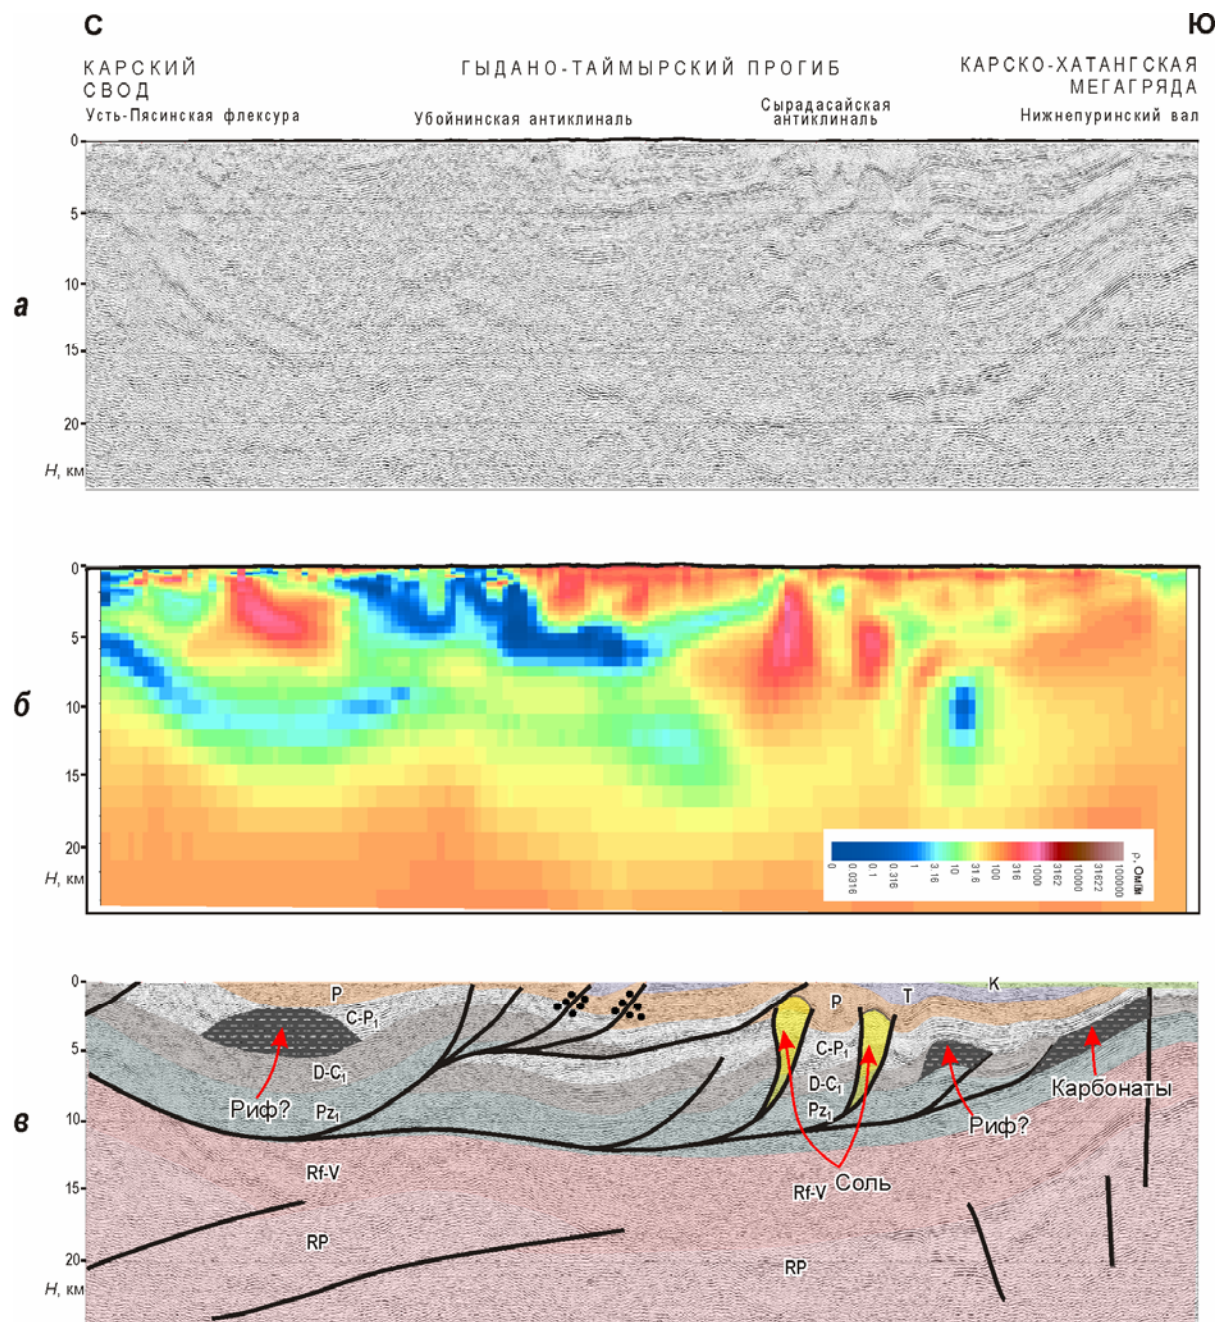 С Ю
КАРСКИЙ
СВОД
ГЫДАНО-ТАЙМЫРСКИЙ ПРОГИБ
КАРСКО-ХАТАНГСКАЯ
МЕГАГРЯДА
Усть-Пясинская флексура
Убойнинская антиклиналь
Сырадасайская
антиклиналь
Нижнепуринский вал
0
5
10
15
20
Н, км
а
0
5
10
15
20
Н, км
б
0 0.0316 0.1 0.316 1 3.16 10 31.6 100 316 1000 3162 10000 31622 100000
ρ, Ом
0
5
10
15
20
Н, км
в
P
C-P1
D-C1
Pz1
Rf-V
RP
Риф?
P
T
K
C-P1
D-C1
Pz1
Rf-V
RP
Соль
Риф?
Карбонаты